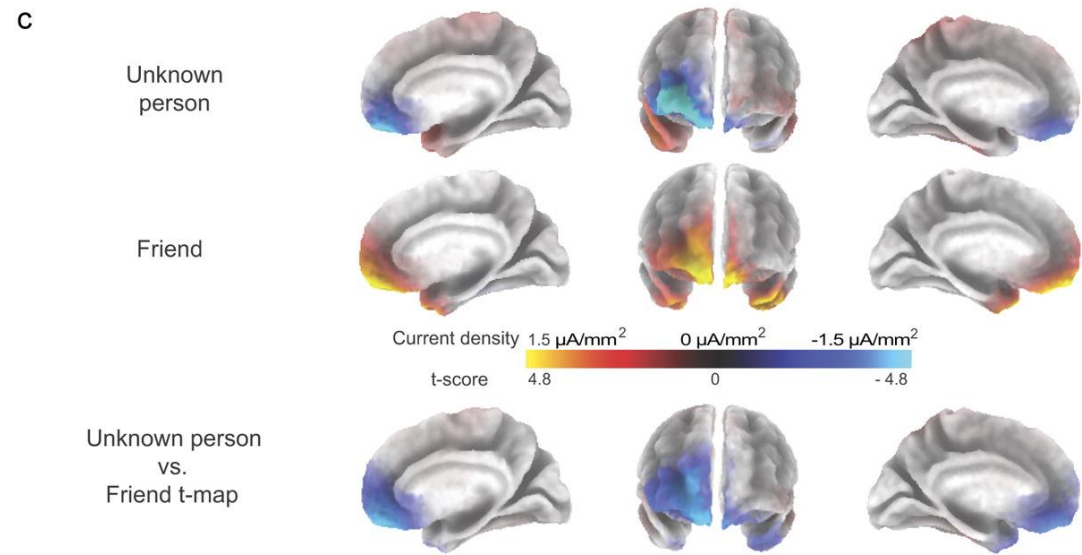 C
Unknown
person
Friend
Current density 1.5 µA/mm² 0 µA/mm² -1.5 µA/mm²
t-score 4.8 0 - 4.8
Unknown person
vs.
Friend t-map